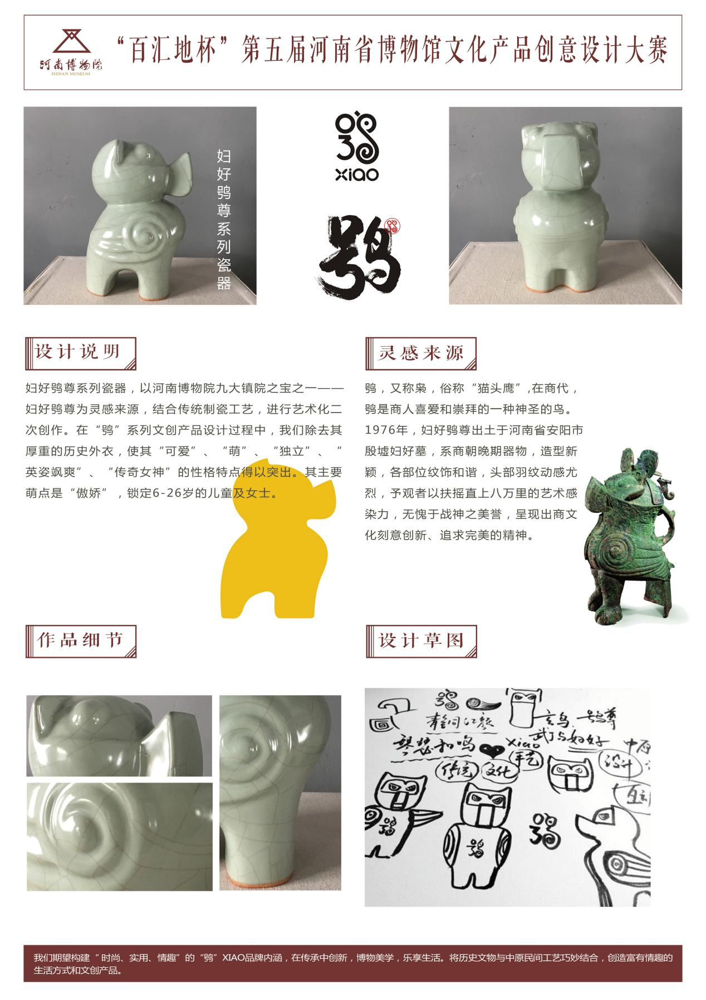 河南博物院
HENAN MUSEUM
“百汇地杯”第五届河南省博物馆文化产品创意设计大赛
妇好鸮尊系列瓷器
xiao
鸮
设计说明
妇好鸮尊系列瓷器，以河南博物院九大镇院之宝之一——
妇好鸮尊为灵感来源，结合传统制瓷工艺，进行艺术化二
次创作。在“鸮”系列文创产品设计过程中，我们除去其
厚重的历史外衣，使其“可爱”、“萌”、“独立”、“
英姿飒爽”、“传奇女神”的性格特点得以突出。其主要
萌点是“傲娇”，锁定6-26岁的儿童及女士。
灵感来源
鸮，又称枭，俗称“猫头鹰”,在商代，
鸮是商人喜爱和崇拜的一种神圣的鸟。
1976年，妇好鸮尊出土于河南省安阳市
殷墟妇好墓，系商朝晚期器物，造型新
颖，各部位纹饰和谐，头部羽纹动感尤
烈，予观者以扶摇直上八万里的艺术感
染力，无愧于战神之美誉，呈现出商文
化刻意创新、追求完美的精神。
作品细节
设计草图
玄鸟、鸮尊
武丁与妇好
琴瑟和鸣
xiao
手艺
传统
文化
设计
中原
我们期望构建“时尚、实用、情趣”的“鸮”XIAO品牌内涵，在传承中创新，博物美学，乐享生活。将历史文物与中原民间工艺巧妙结合，创造富有情趣的
生活方式和文创产品。